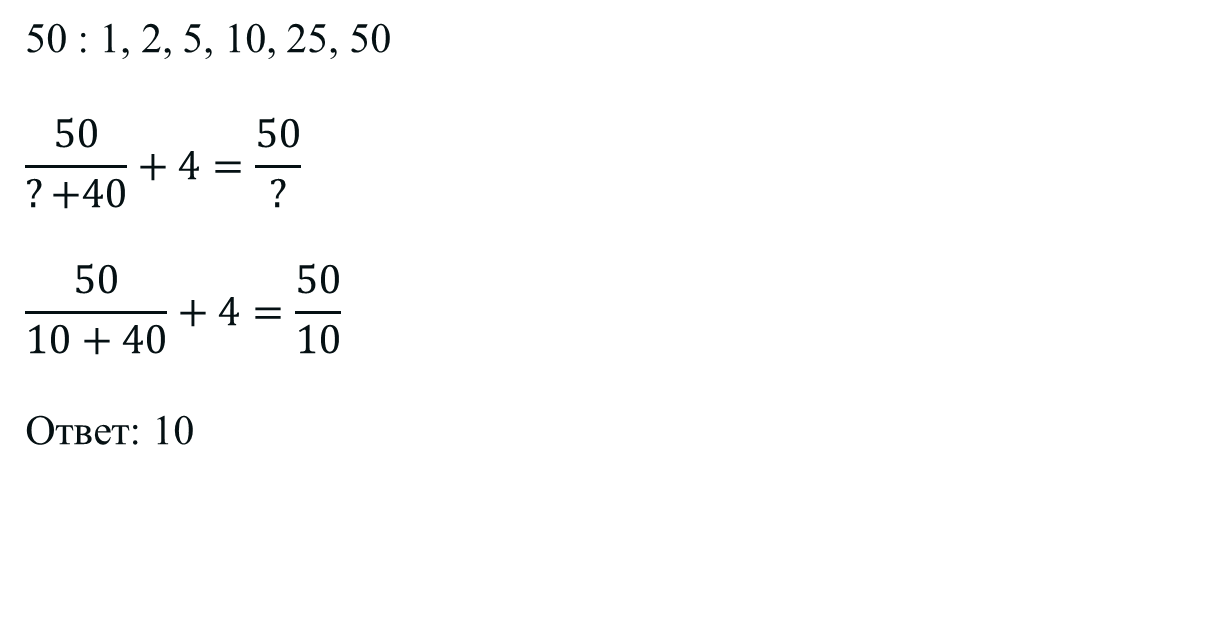 50 : 1, 2, 5, 10, 25, 50
50/(? +40) + 4 = 50/?
50/(10 + 40) + 4 = 50/10
Ответ: 10